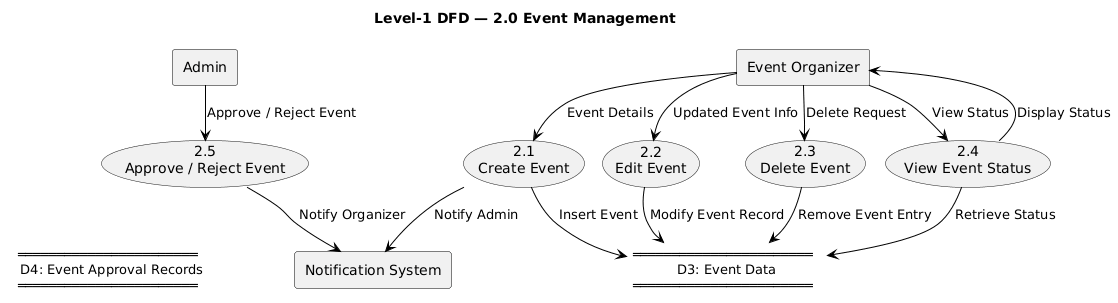 Level-1 DFD — 2.0 Event Management
Admin
Event Organizer
Approve / Reject Event
Event Details
Updated Event Info
Delete Request
View Status
Display Status
2.5
Approve / Reject Event
2.1
Create Event
2.2
Edit Event
2.3
Delete Event
2.4
View Event Status
Notify Organizer
Notify Admin
Insert Event
Modify Event Record
Remove Event Entry
Retrieve Status
D4: Event Approval Records
Notification System
D3: Event Data